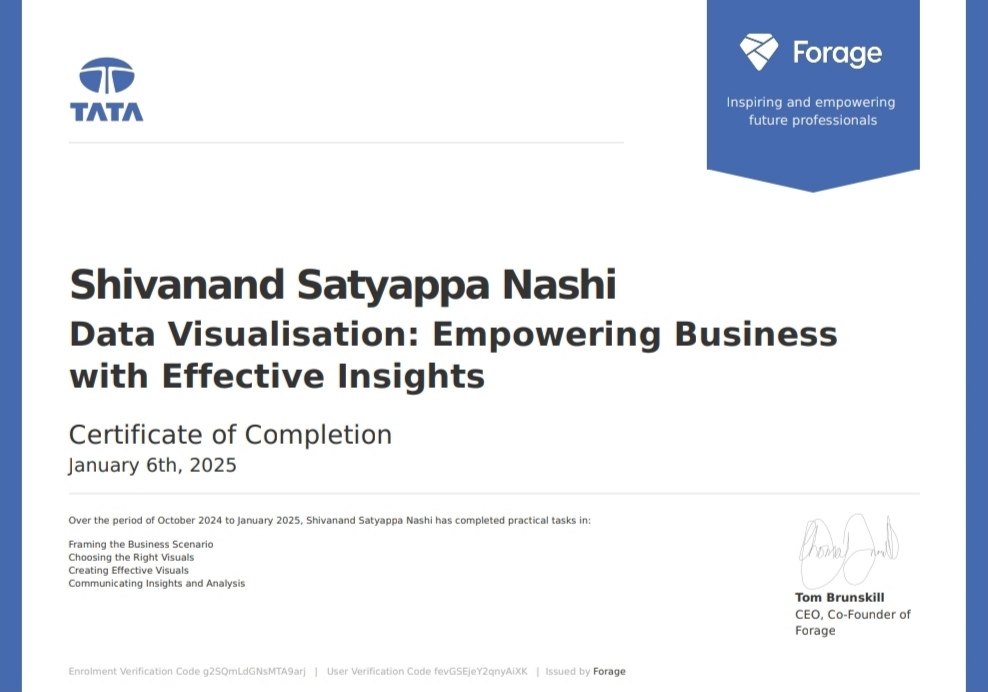 TATA
Forage
Inspiring and empowering
future professionals
Shivanand Satyappa Nashi
Data Visualisation: Empowering Business
with Effective Insights
Certificate of Completion
January 6th, 2025
Over the period of October 2024 to January 2025, Shivanand Satyappa Nashi has completed practical tasks in:
Framing the Business Scenario
Choosing the Right Visuals
Creating Effective Visuals
Communicating Insights and Analysis
Tom Brunskill
CEO, Co-Founder of
Forage
Enrolment Verification Code g2SQmLdGNsMTA9arj | User Verification Code fevGSEjeY2qnyAiXK | Issued by Forage